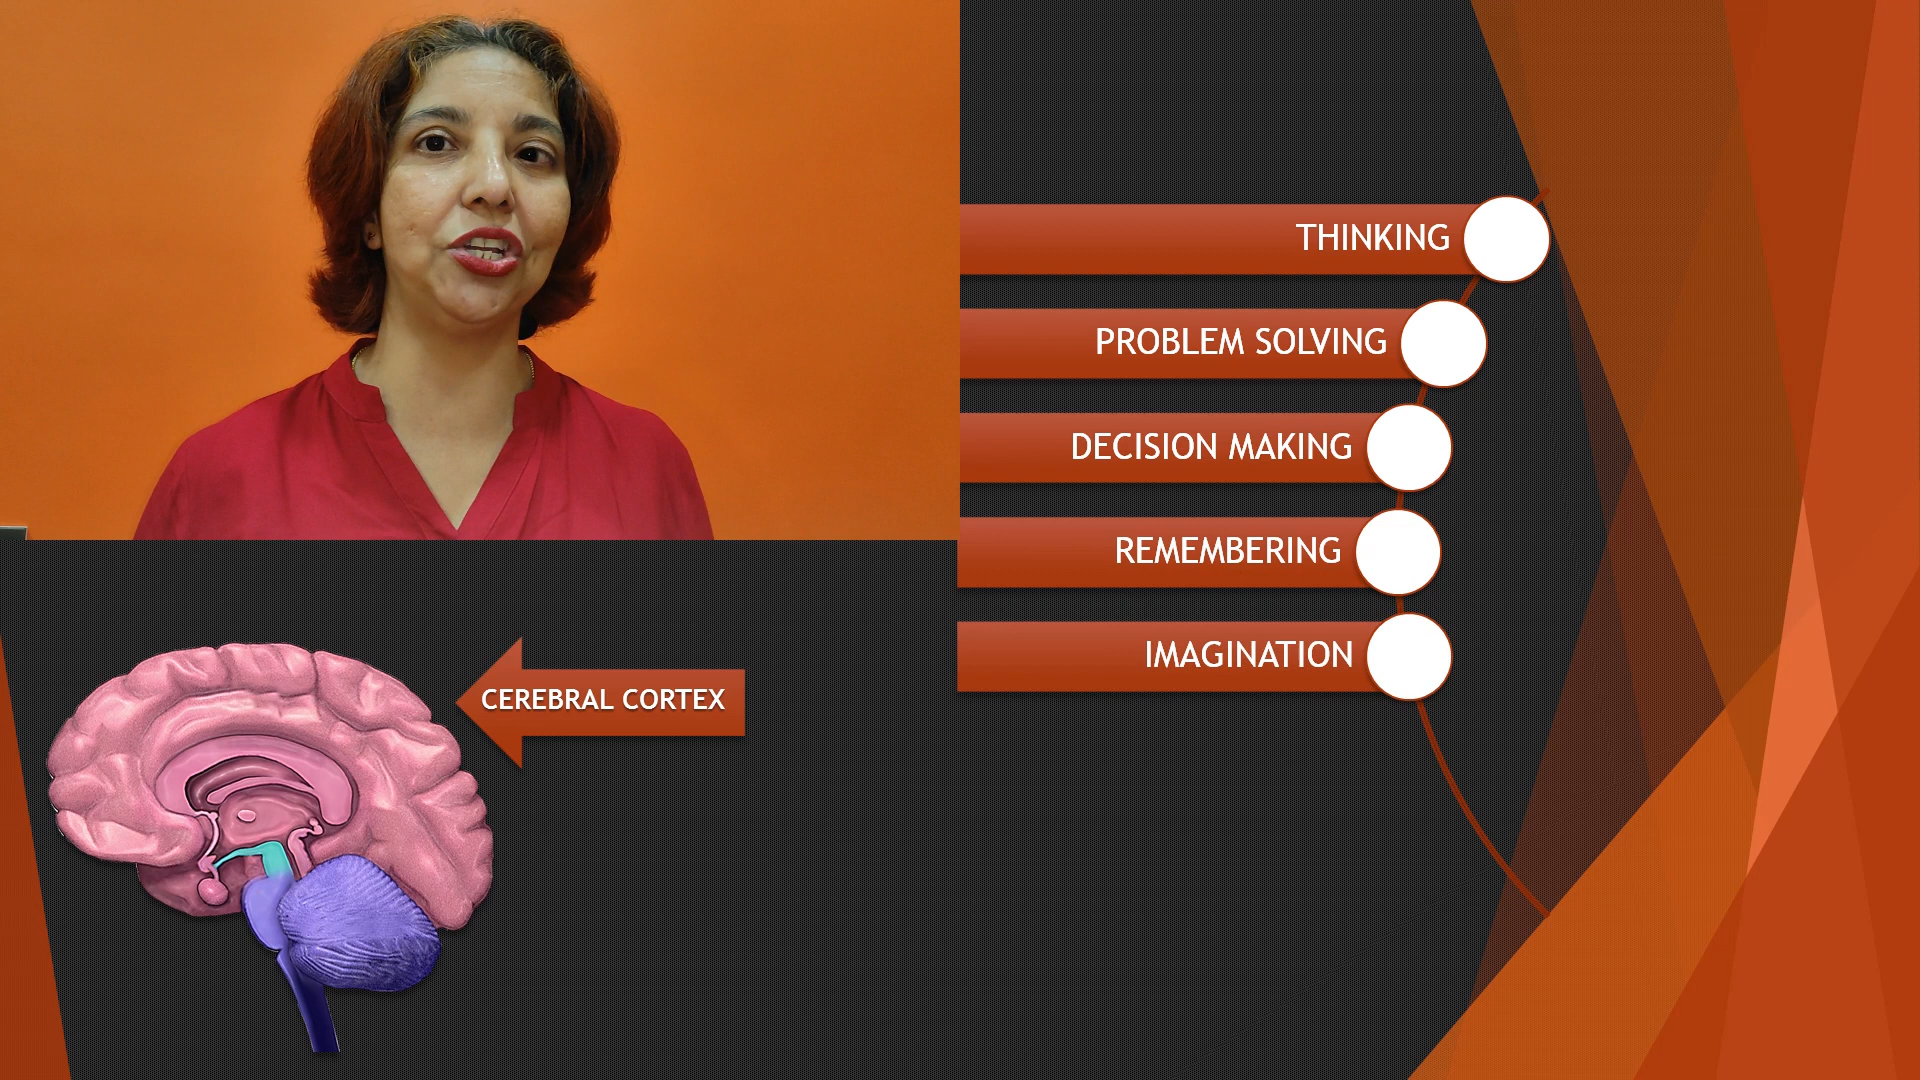 THINKING
PROBLEM SOLVING
DECISION MAKING
REMEMBERING
IMAGINATION
CEREBRAL CORTEX